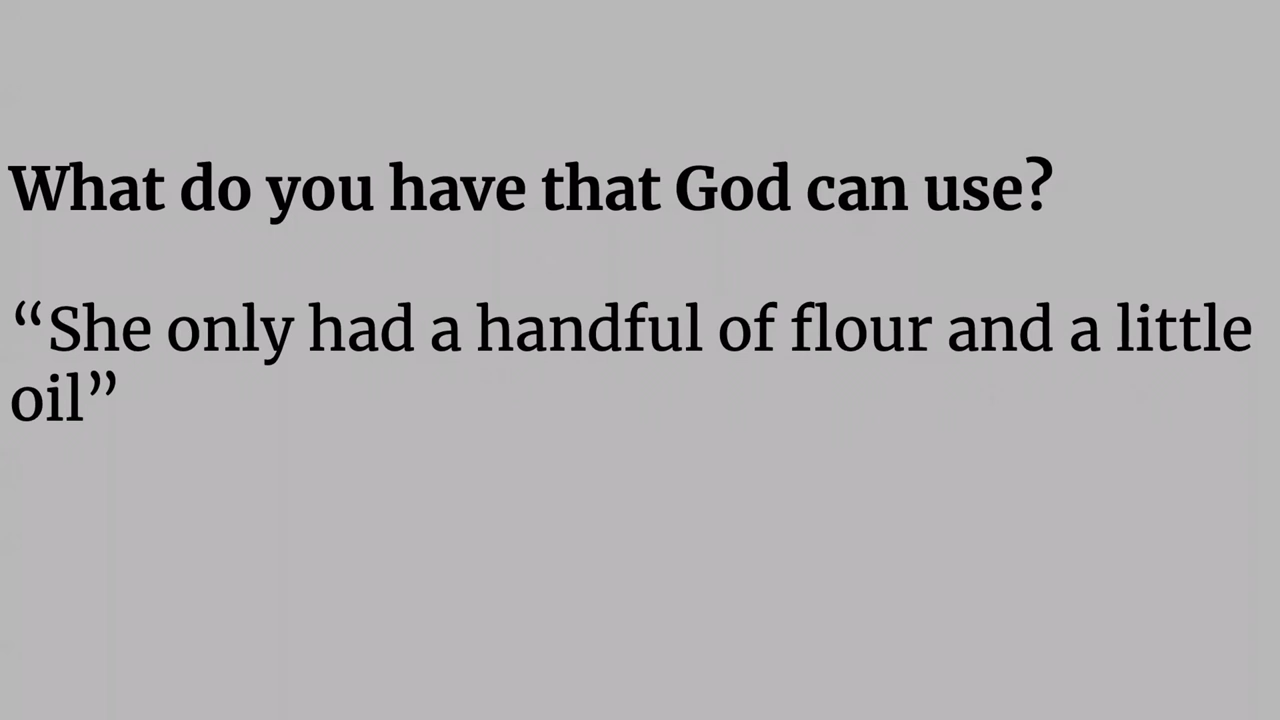 What do you have that God can use?
“She only had a handful of flour and a little
oil”